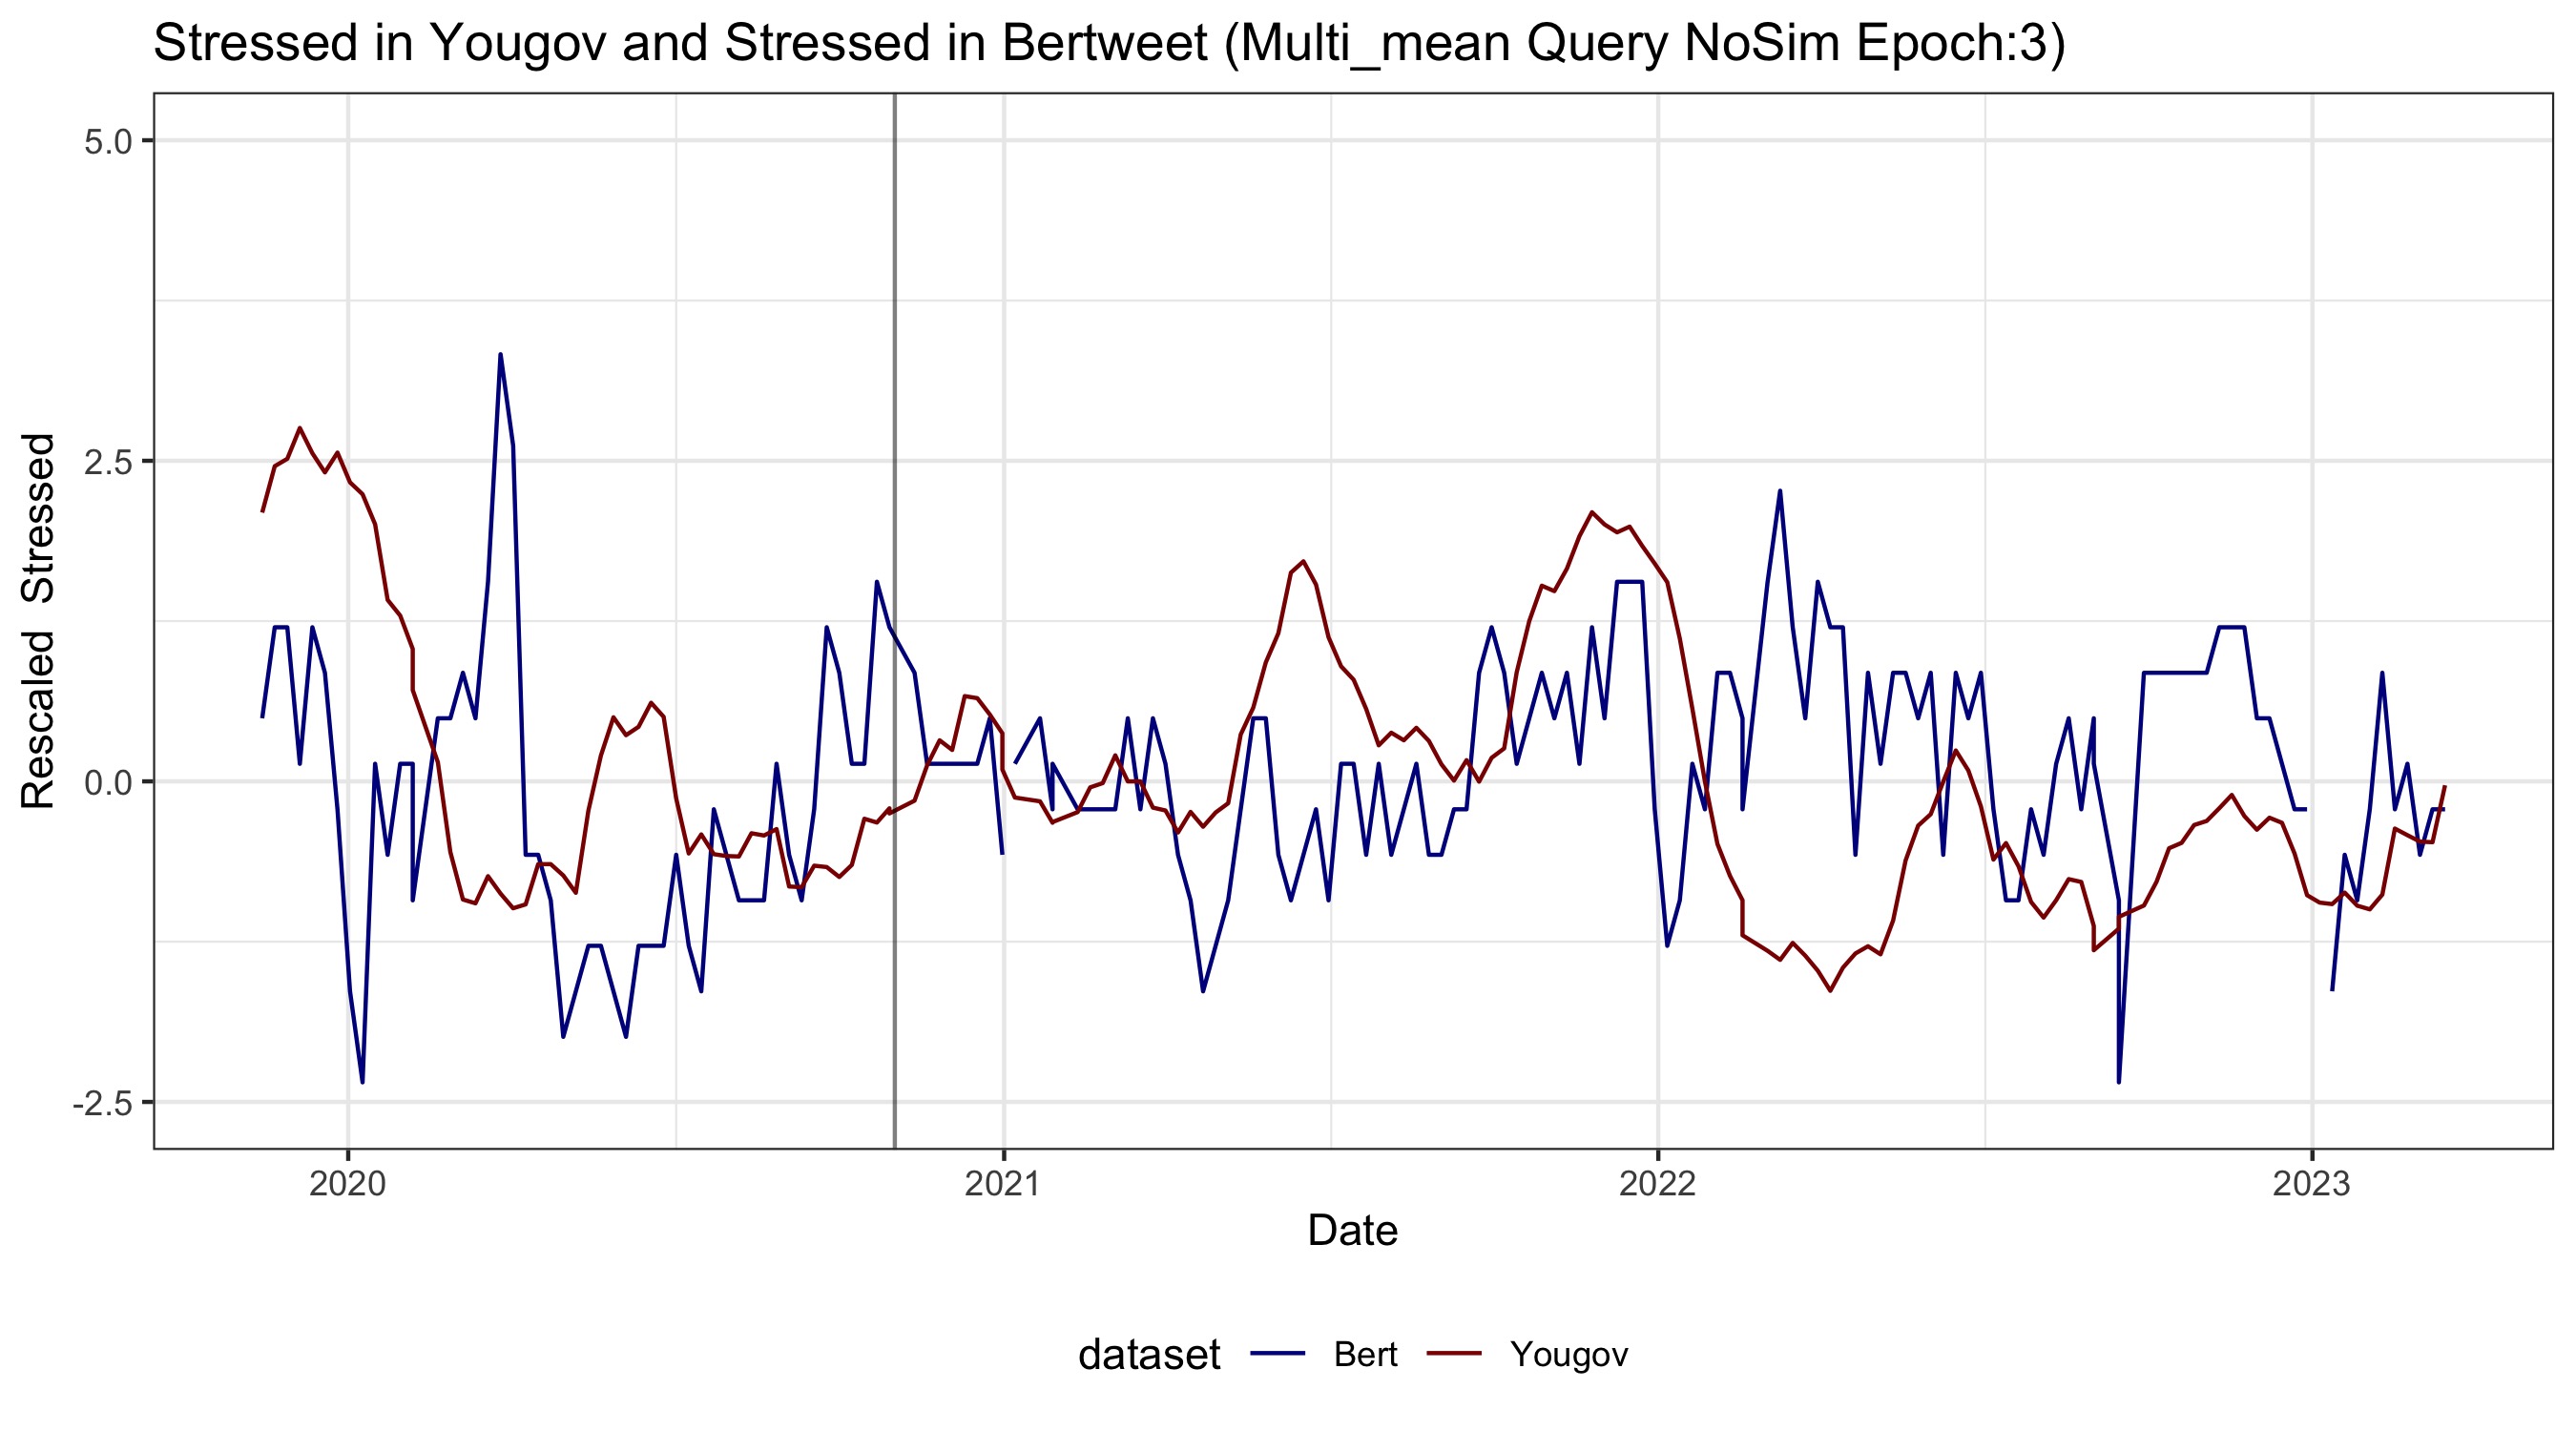 Stressed in Yougov and Stressed in Bertweet (Multi_mean Query NoSim Epoch:3)
Rescaled Stressed
5.0
2.5
0.0
-2.5
2020 2021 2022 2023
Date
dataset Bert Yougov